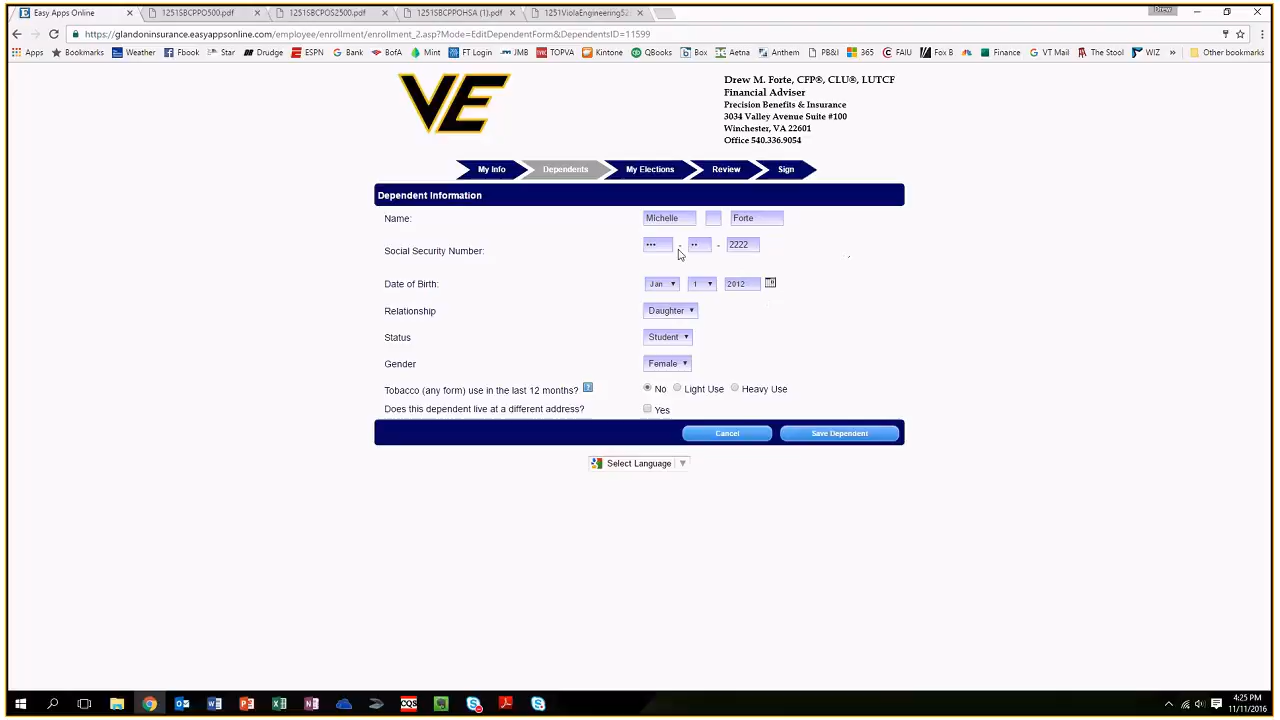 Easy Apps Online
1251SBCPPO500.pdf
1251SBCPOS2500.pdf
1251SBCPPOHSA (1).pdf
1251ViolaEngineering52
Drew
https://glandoninsurance.easyappsonline.com/employee/enrollment/enrollment_2.asp?Mode=EditDependentForm&DependentsID=11599
Apps Bookmarks Weather Fbook Star Drudge ESPN Bank BofA Mint FT Login JMB TOPVA Kintone QBooks Box Aetna Anthem 365 FAIU Fox B Finance VT Mail The Stool WIZ » Other bookmarks
VE
Drew M. Forte, CFP®, CLU®, LUTCF
Financial Adviser
Precision Benefits & Insurance
3034 Valley Avenue Suite #100
Winchester, VA 22601
Office 540.336.9054
My Info Dependents My Elections Review Sign
Dependent Information
Name: Michelle Forte
Social Security Number: ••• - •• - 2222
Date of Birth: Jan 1 2012
Relationship Daughter
Status Student
Gender Female
Tobacco (any form) use in the last 12 months? ? No Light Use Heavy Use
Does this dependent live at a different address? Yes
Cancel Save Dependent
Select Language
CQS
4:25 PM
11/11/2016